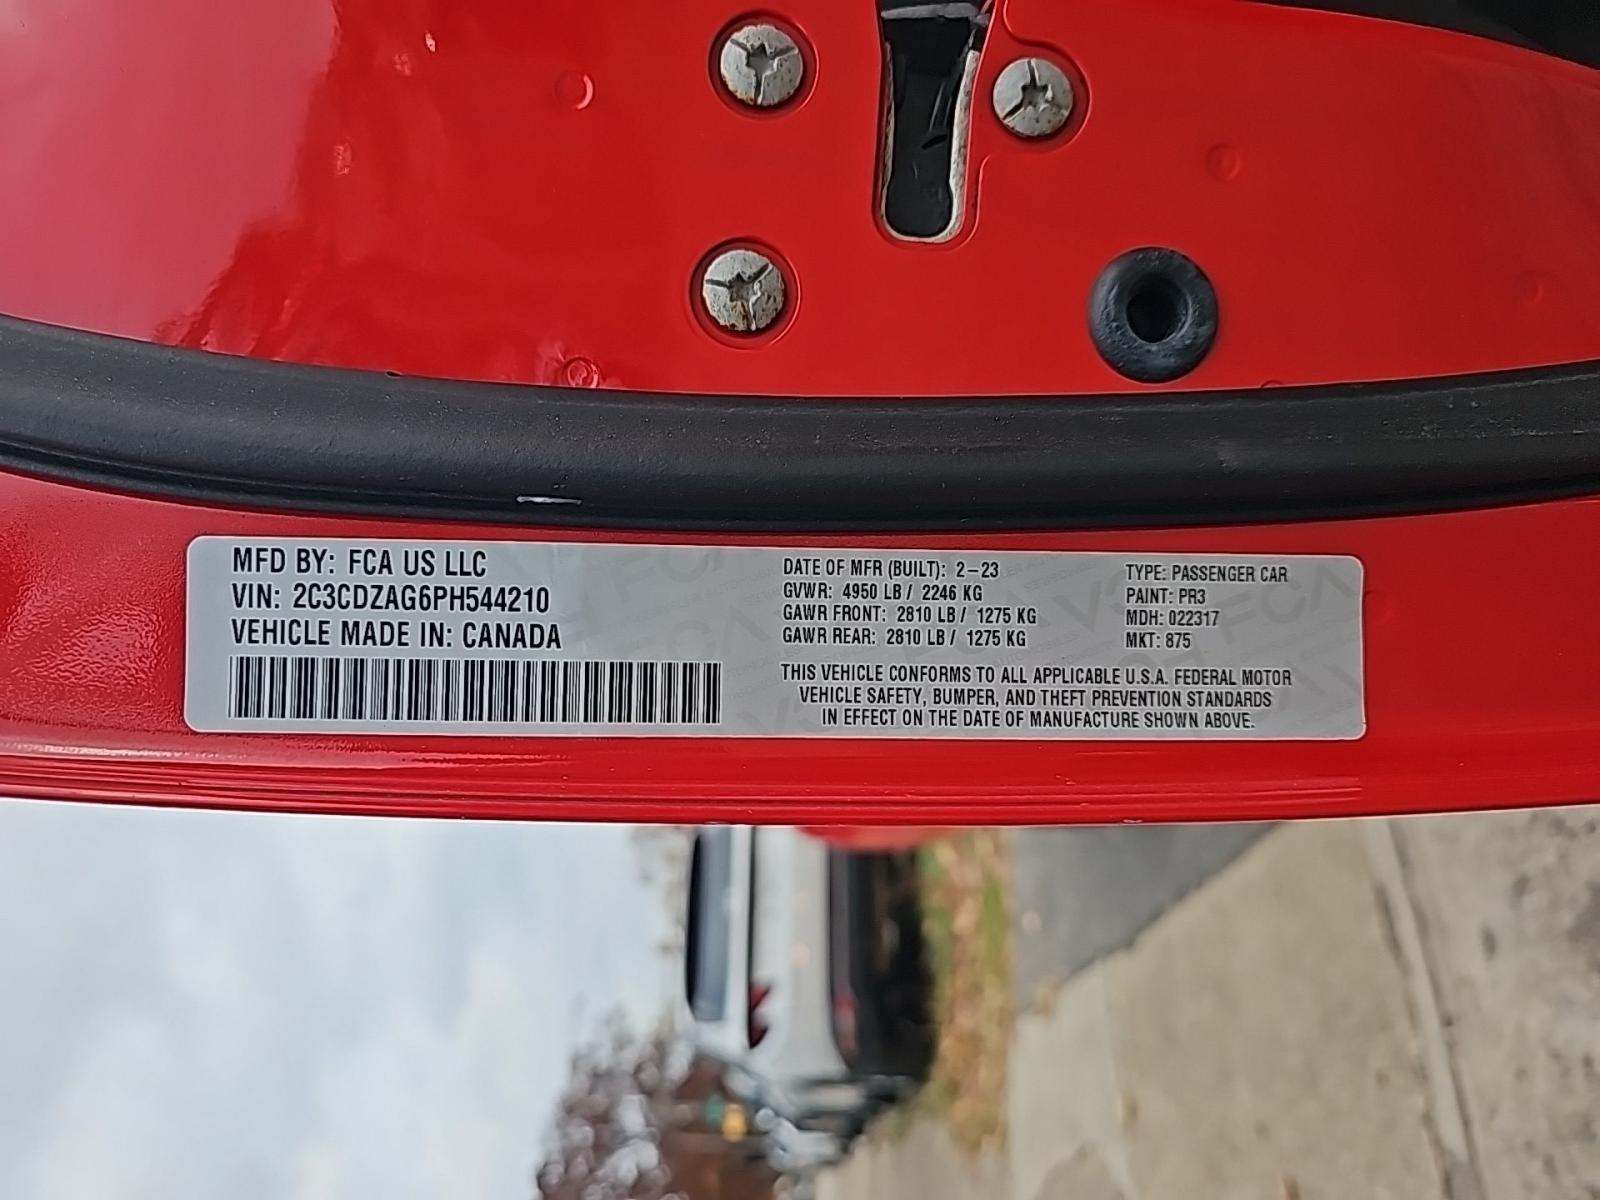 MFD BY: FCA US LLC
VIN: 2C3CDZAG6PH544210
VEHICLE MADE IN: CANADA
DATE OF MFR (BUILT): 2-23
GVWR: 4950 LB / 2246 KG
GAWR FRONT: 2810 LB / 1275 KG
GAWR REAR: 2810 LB / 1275 KG
TYPE: PASSENGER CAR
PAINT: PR3
MDH: 022317
MKT: 875
THIS VEHICLE CONFORMS TO ALL APPLICABLE U.S.A. FEDERAL MOTOR
VEHICLE SAFETY, BUMPER, AND THEFT PREVENTION STANDARDS
IN EFFECT ON THE DATE OF MANUFACTURE SHOWN ABOVE.